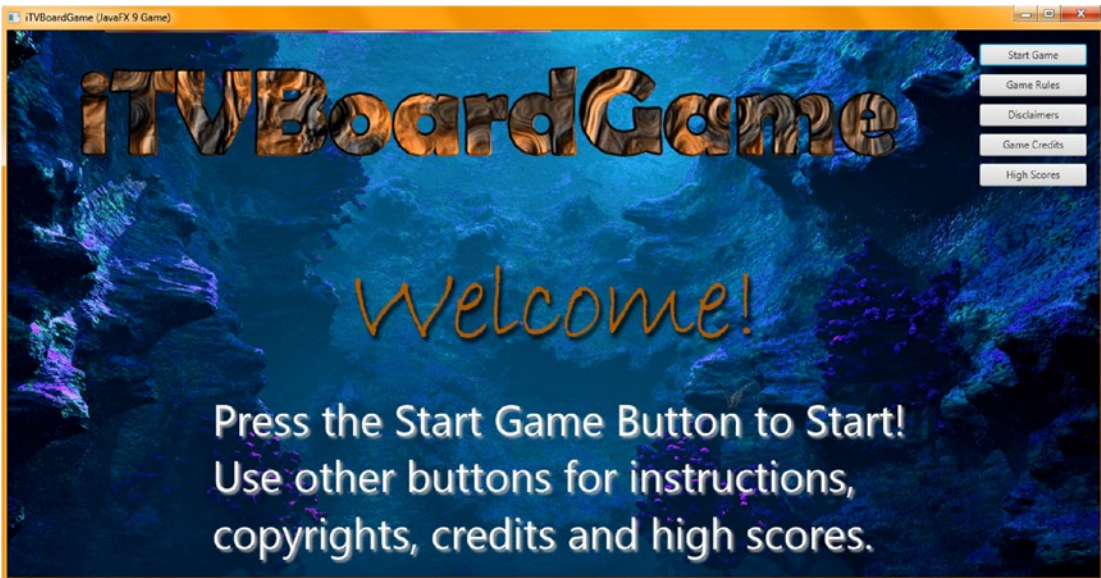 iTVBoardGame (JavaFX 9 Game)
iTVBoardGame
Start Game
Game Rules
Disclaimers
Game Credits
High Scores
Welcome!
Press the Start Game Button to Start!
Use other buttons for instructions,
copyrights, credits and high scores.